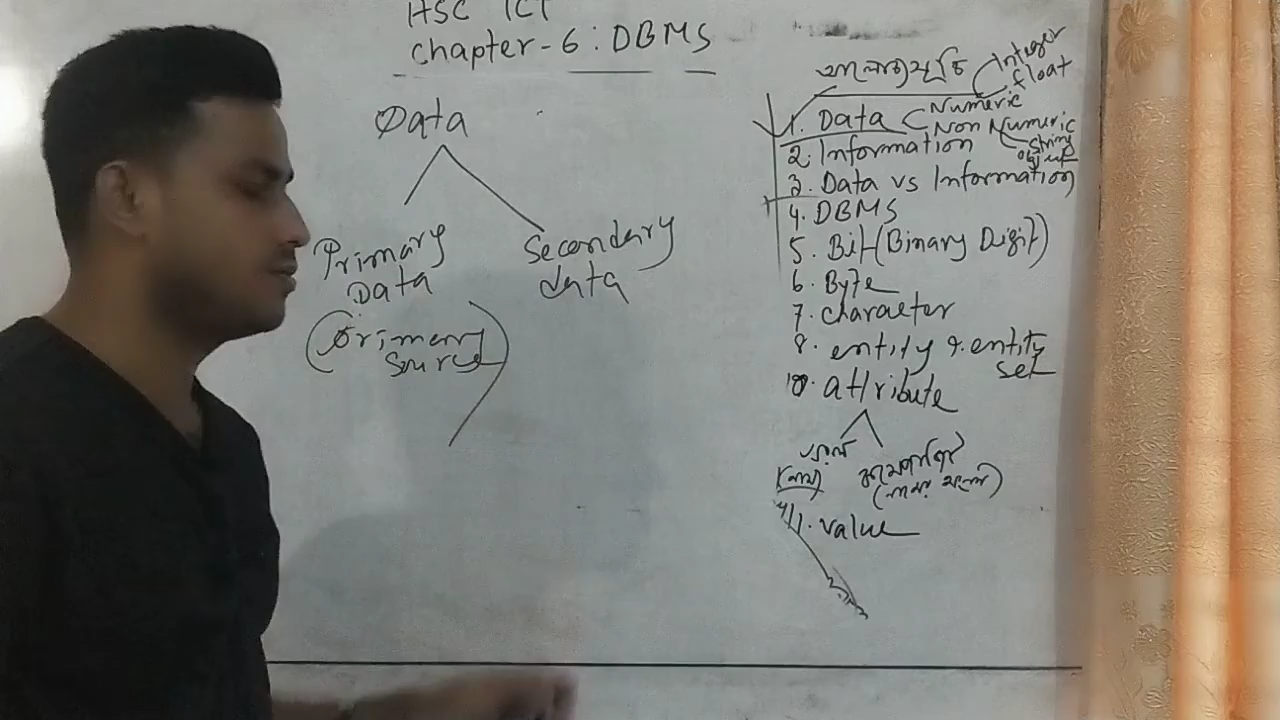 HSC ICT
Chapter-6: DBMS
Data
Primary
Data
Secondary
data
(Primary
Source)
Integer
float
1. Data
Numeric
Non Numeric
string
object
2. Information
3. Data vs Information
4. DBMS
5. Bit (Binary Digit)
6. Byte
7. character
8. entity 9. entity
set
10. attribute
11. value